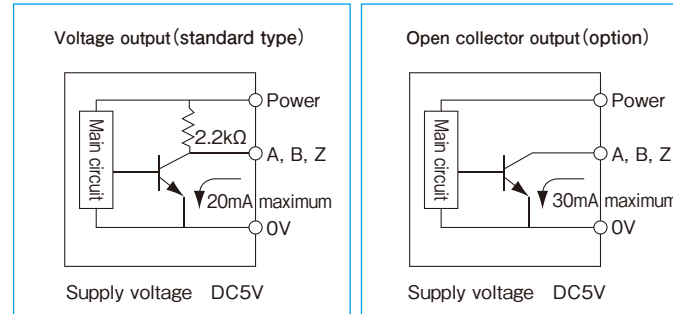 Voltage output(standard type)
Power
Main circuit
2.2kΩ
A, B, Z
20mA maximum
0V
Supply voltage DC5V
Open collector output(option)
Power
Main circuit
A, B, Z
30mA maximum
0V
Supply voltage DC5V